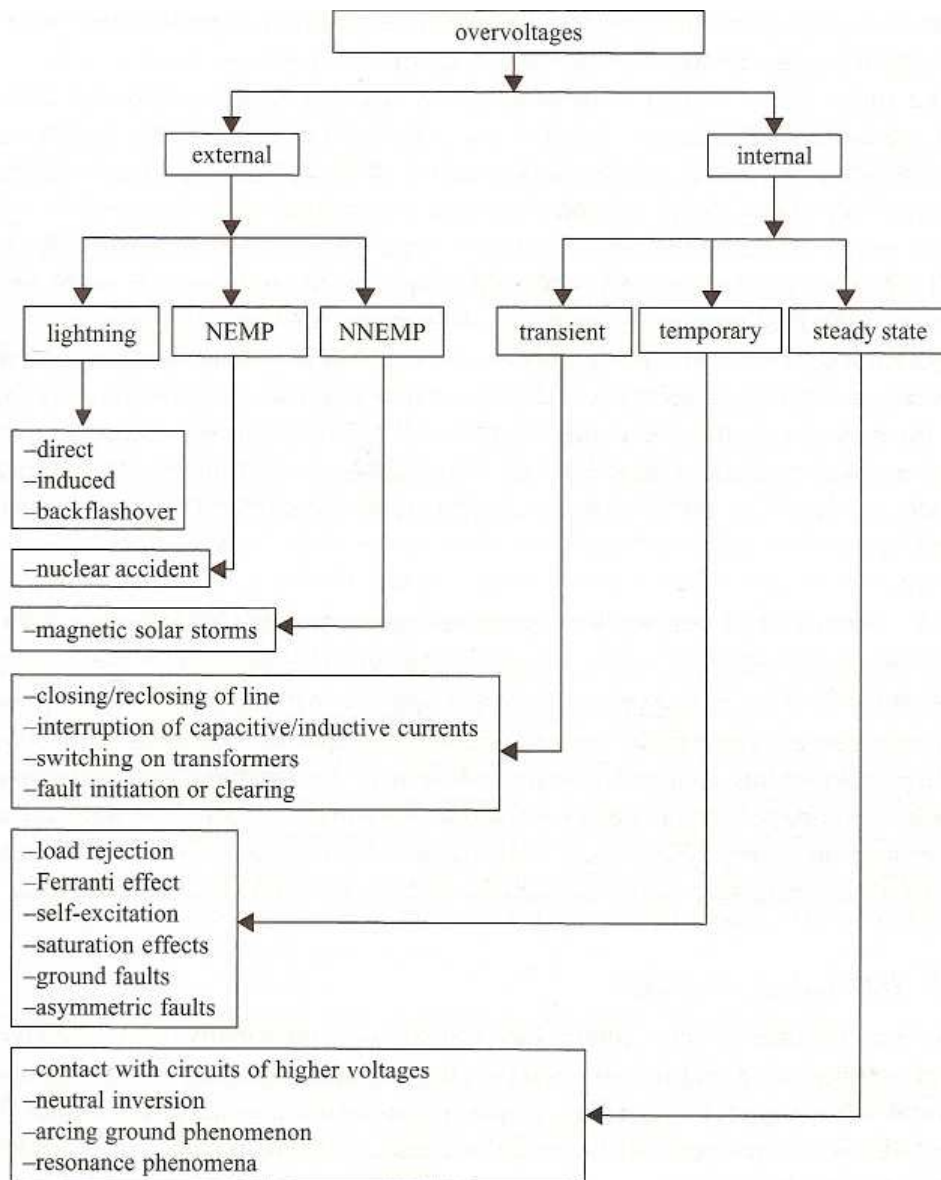 overvoltages
external
internal
lightning
NEMP
NNEMP
transient
temporary
steady state
–direct
–induced
–backflashover
–nuclear accident
–magnetic solar storms
–closing/reclosing of line
–interruption of capacitive/inductive currents
–switching on transformers
–fault initiation or clearing
–load rejection
–Ferranti effect
–self-excitation
–saturation effects
–ground faults
–asymmetric faults
–contact with circuits of higher voltages
–neutral inversion
–arcing ground phenomenon
–resonance phenomena